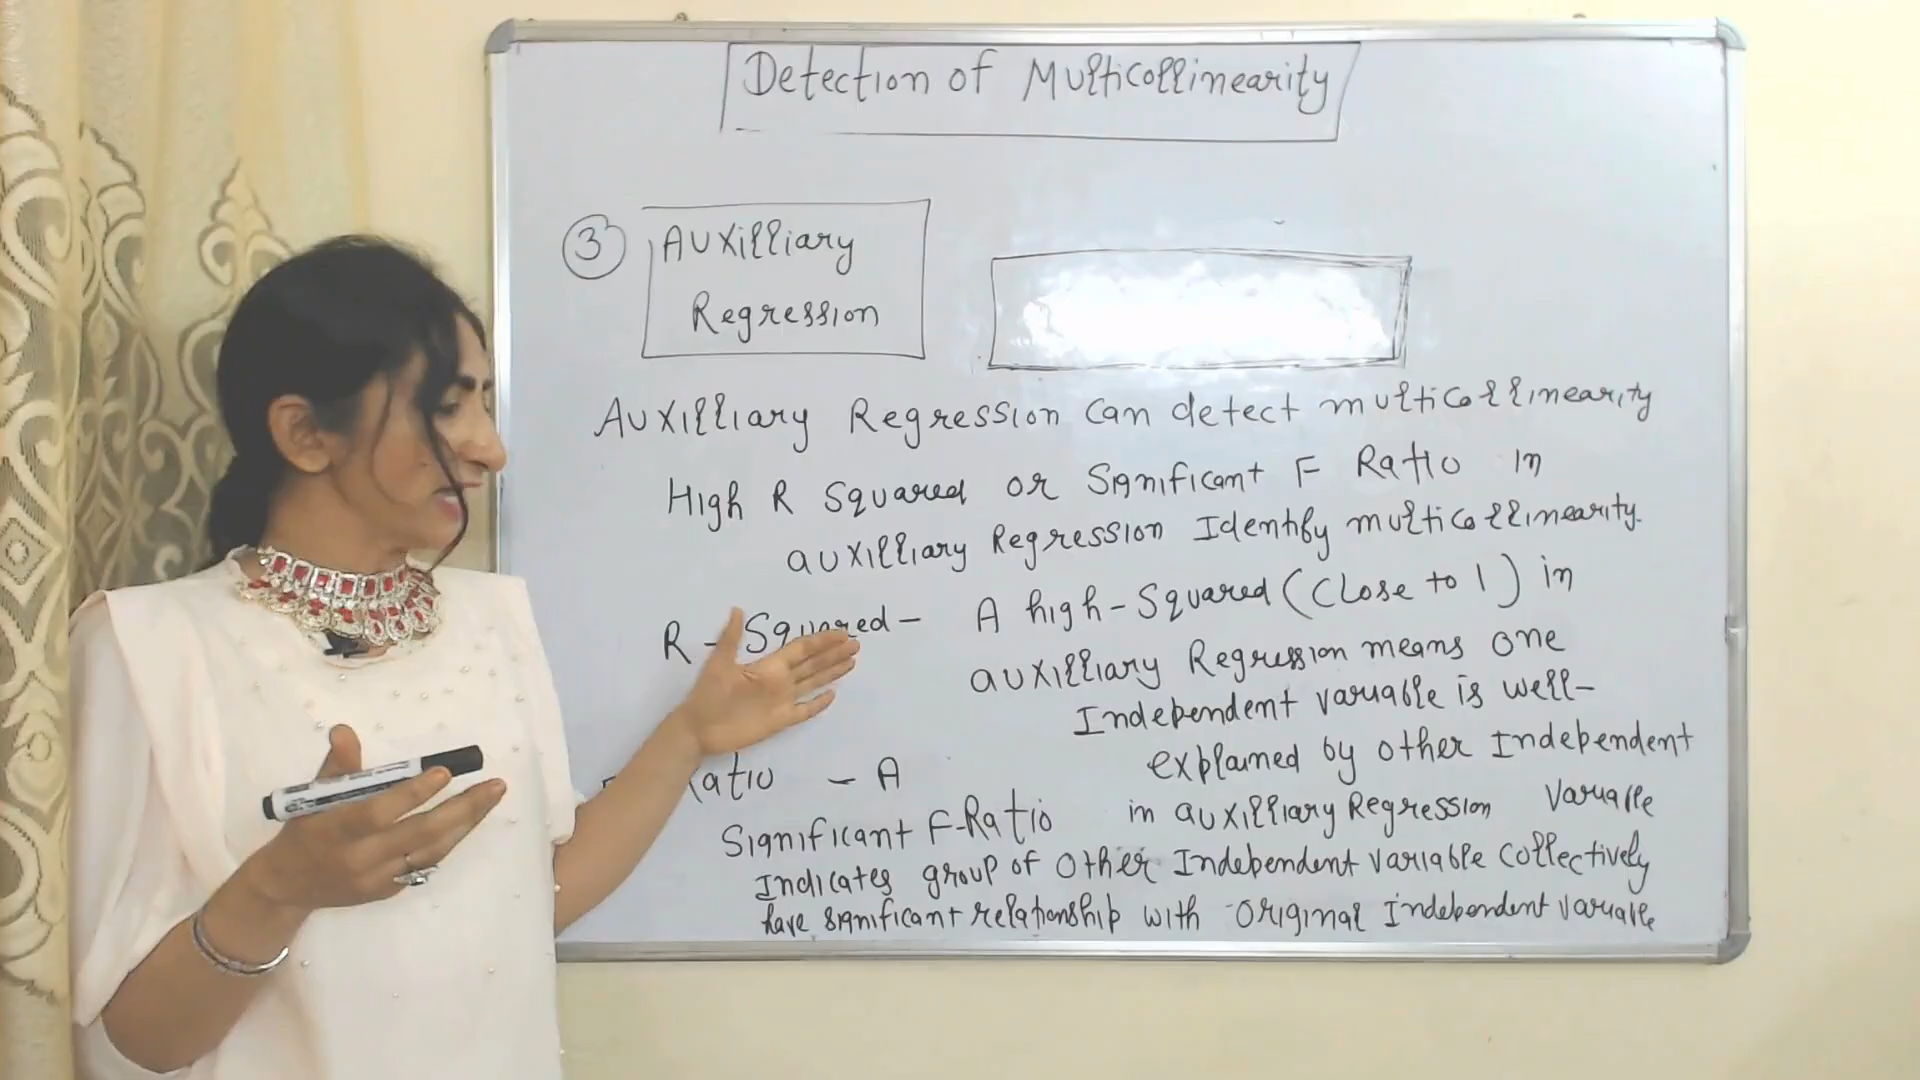 Detection of Multicollinearity
3
Auxilliary
Regression
Auxilliary Regression can detect multicollinearity
High R Squared or Significant F Ratio in
auxilliary Regression Identify multicollinearity.
R-Squared - A high-Squared (Close to 1) in
auxilliary Regression means one
Independent variable is well-
explained by other Independent
Variable
Ratio - A
Significant F-Ratio in auxilliary Regression
Indicates group of other Independent variable collectively
have significant relationship with original Independent variable